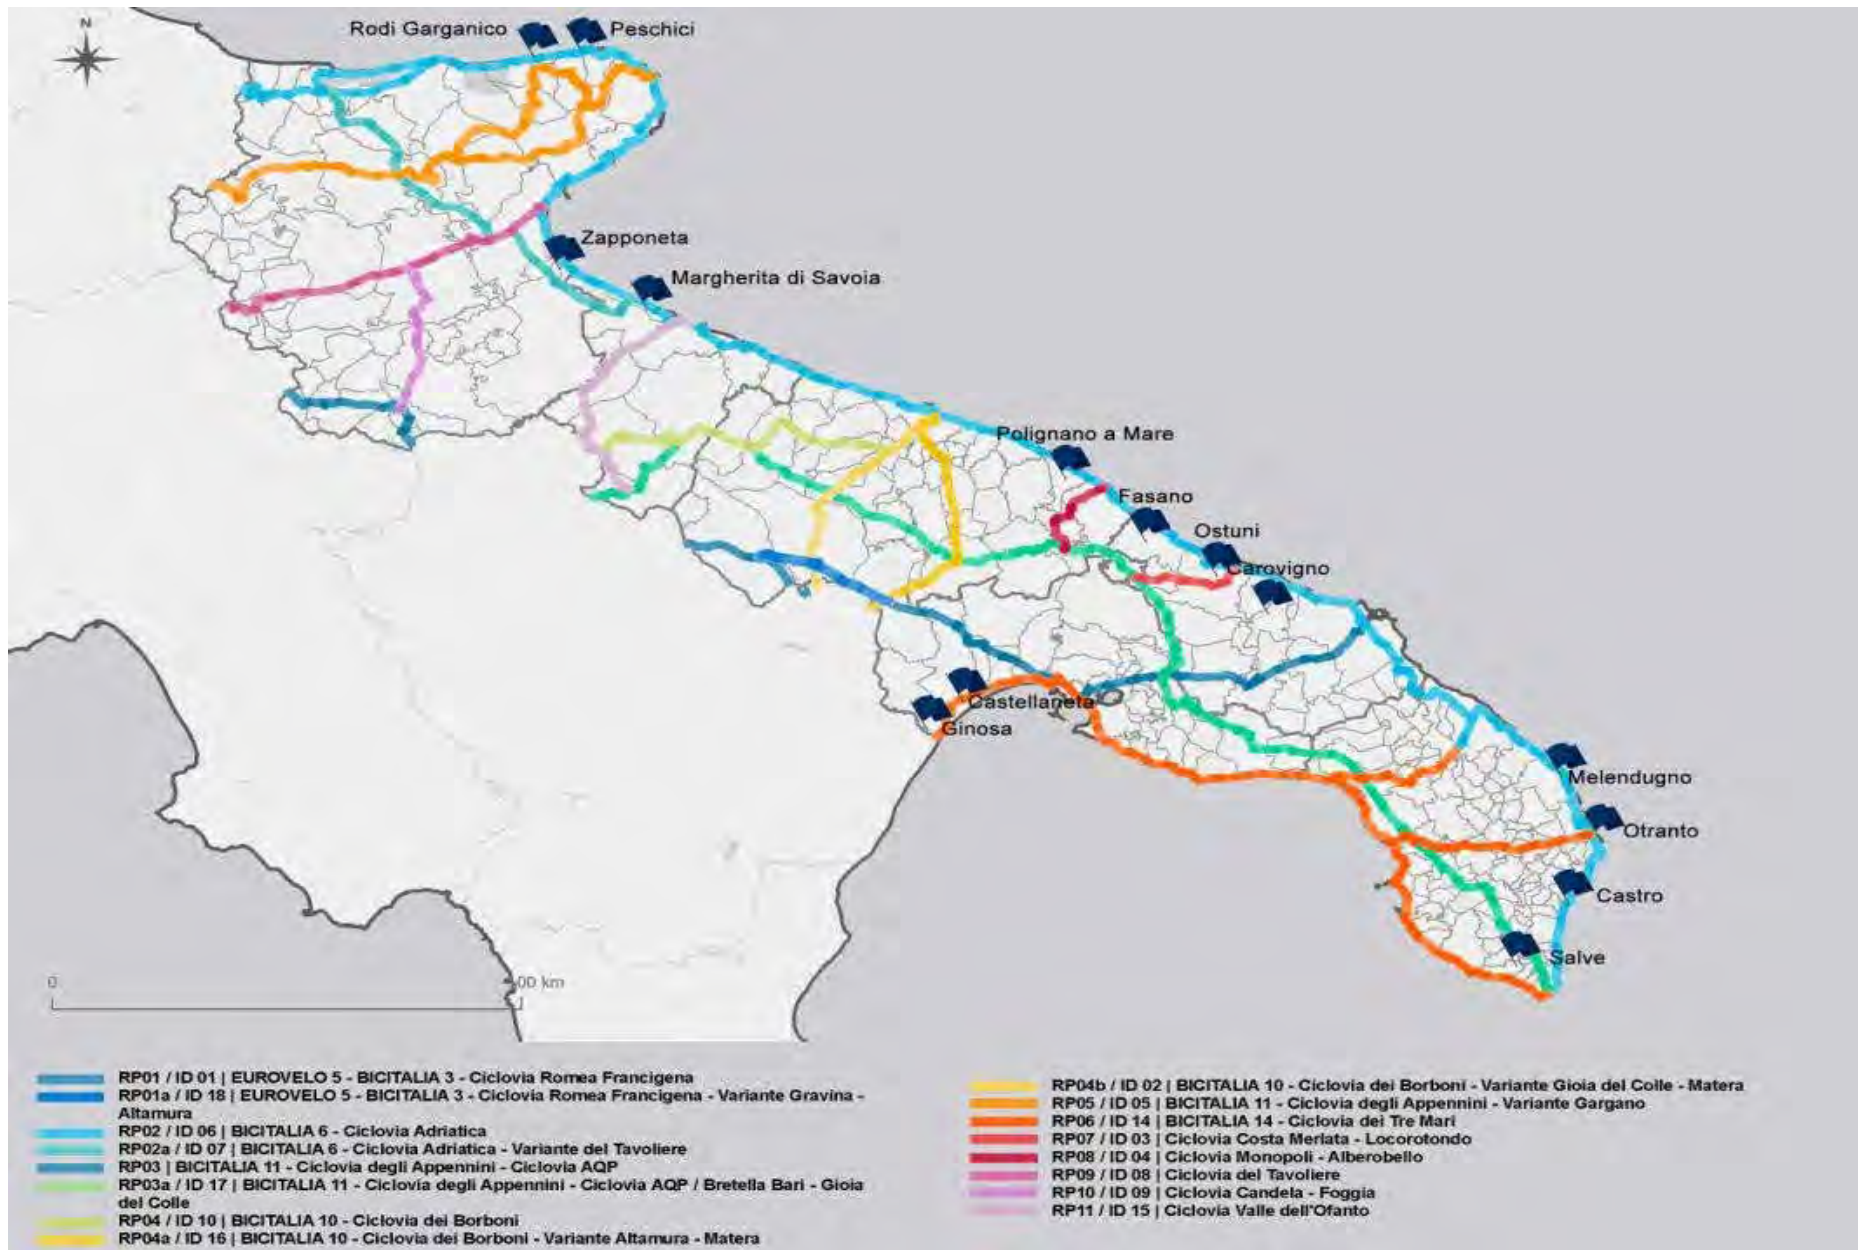 N
Rodi Garganico
Peschici
Zapponeta
Margherita di Savoia
Polignano a Mare
Fasano
Ostuni
Carovigno
Castellaneta
Ginosa
Melendugno
Otranto
Castro
Salve
0
00 km
RP01 / ID 01 | EUROVELO 5 - BICITALIA 3 - Ciclovia Romea Francigena
RP01a / ID 18 | EUROVELO 5 - BICITALIA 3 - Ciclovia Romea Francigena - Variante Gravina -
Altamura
RP02 / ID 06 | BICITALIA 6 - Ciclovia Adriatica
RP02a / ID 07 | BICITALIA 6 - Ciclovia Adriatica - Variante del Tavoliere
RP03 | BICITALIA 11 - Ciclovia degli Appennini - Ciclovia AQP
RP03a / ID 17 | BICITALIA 11 - Ciclovia degli Appennini - Ciclovia AQP / Bretella Bari - Gioia
del Colle
RP04 / ID 10 | BICITALIA 10 - Ciclovia dei Borboni
RP04a / ID 16 | BICITALIA 10 - Ciclovia dei Borboni - Variante Altamura - Matera
RP04b / ID 02 | BICITALIA 10 - Ciclovia dei Borboni - Variante Gioia del Colle - Matera
RP05 / ID 05 | BICITALIA 11 - Ciclovia degli Appennini - Variante Gargano
RP06 / ID 14 | BICITALIA 14 - Ciclovia dei Tre Mari
RP07 / ID 03 | Ciclovia Costa Merlata - Locorotondo
RP08 / ID 04 | Ciclovia Monopoli - Alberobello
RP09 / ID 08 | Ciclovia del Tavoliere
RP10 / ID 09 | Ciclovia Candela - Foggia
RP11 / ID 15 | Ciclovia Valle dell'Ofanto